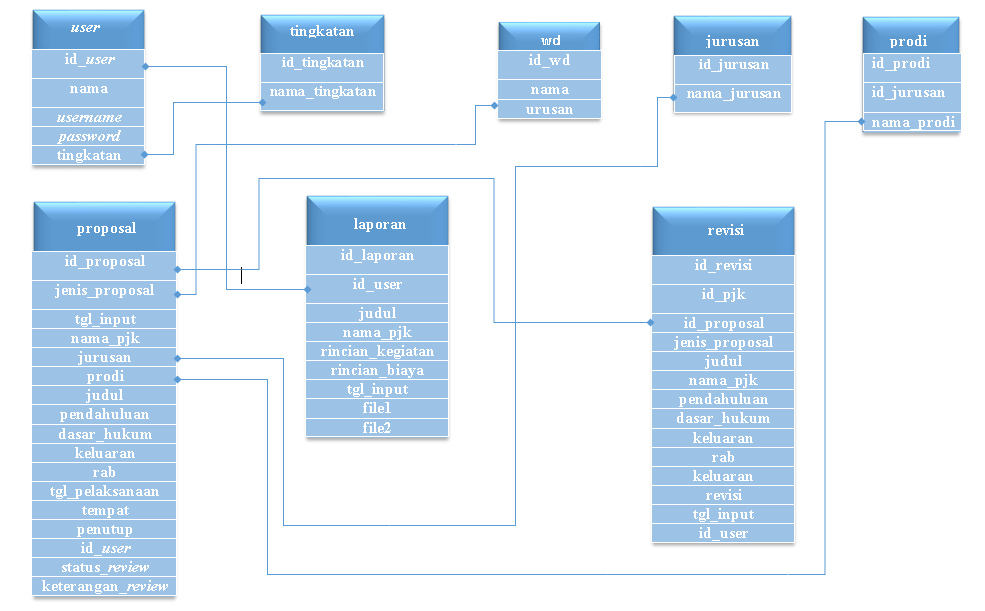 user
id_user
nama
username
password
tingkatan
tingkatan
id_tingkatan
nama_tingkatan
wd
id_wd
nama
urusan
jurusan
id_jurusan
nama_jurusan
prodi
id_prodi
id_jurusan
nama_prodi
proposal
id_proposal
jenis_proposal
tgl_input
nama_pjk
jurusan
prodi
judul
pendahuluan
dasar_hukum
keluaran
rab
tgl_pelaksanaan
tempat
penutup
id_user
status_review
keterangan_review
laporan
id_laporan
id_user
judul
nama_pjk
rincian_kegiatan
rincian_biaya
tgl_input
file1
file2
revisi
id_revisi
id_pjk
id_proposal
jenis_proposal
judul
nama_pjk
pendahuluan
dasar_hukum
keluaran
rab
keluaran
revisi
tgl_input
id_user